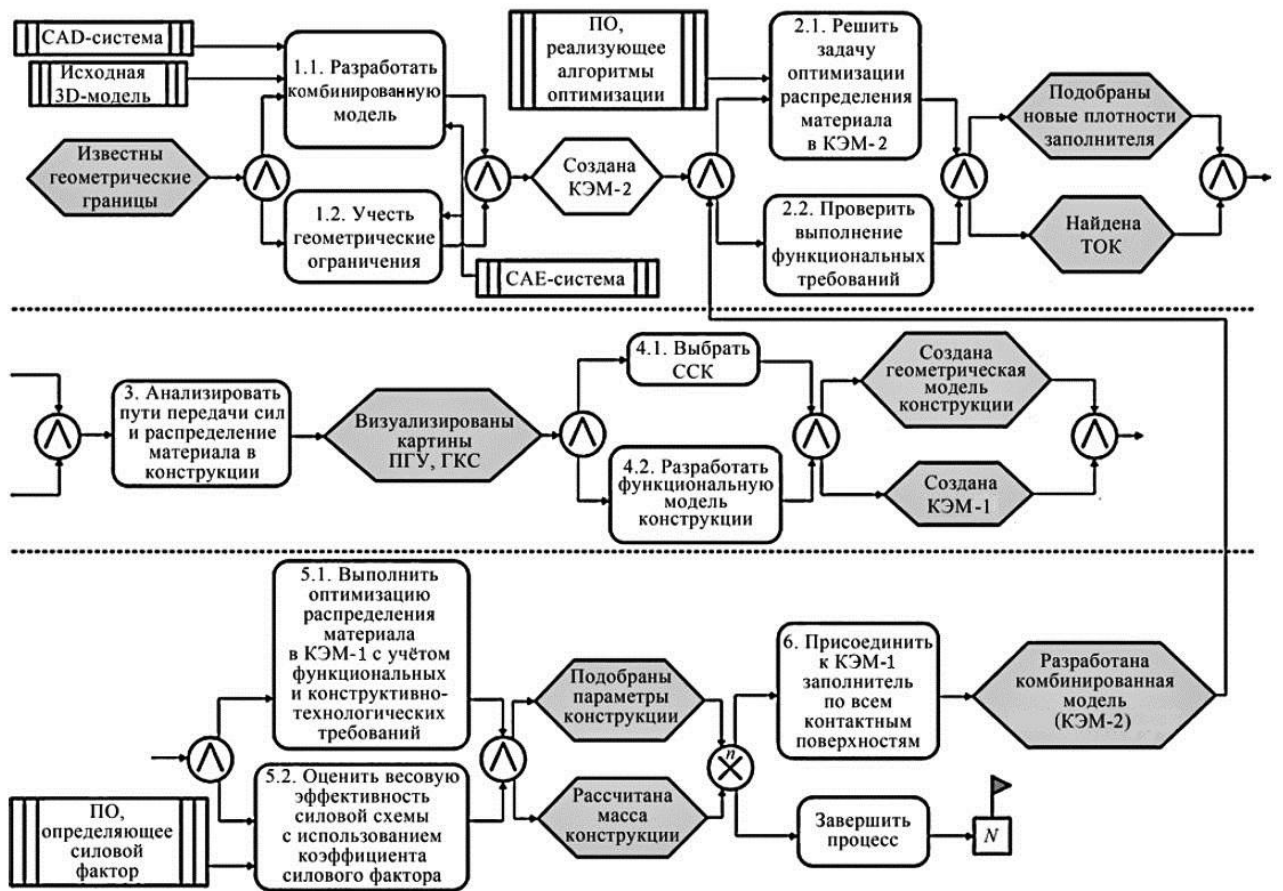 CAD-система
Исходная
3D-модель
Известны
геометрические
границы
1.1. Разработать
комбинированную
модель
1.2. Учесть
геометрические
ограничения
CAE-система
Создана
КЭМ-2
ПО,
реализующее
алгоритмы
оптимизации
2.1. Решить
задачу
оптимизации
распределения
материала
в КЭМ-2
2.2. Проверить
выполнение
функциональных
требований
Подобраны
новые плотности
заполнителя
Найдена
ТОК
3. Анализировать
пути передачи сил
и распределение
материала в
конструкции
Визуализированы
картины
ПГУ, ГКС
4.1. Выбрать
ССК
4.2. Разработать
функциональную
модель
конструкции
Создана
геометрическая
модель
конструкции
Создана
КЭМ-1
5.1. Выполнить
оптимизацию
распределения
материала
в КЭМ-1 с учётом
функциональных
и конструктивно-
технологических
требований
ПО,
определяющее
силовой
фактор
5.2. Оценить весовую
эффективность
силовой схемы
с использованием
коэффициента
силового фактора
Подобраны
параметры
конструкции
Рассчитана
масса
конструкции
n
6. Присоединить
к КЭМ-1
заполнитель
по всем
контактным
поверхностям
Разработана
комбинированная
модель
(КЭМ-2)
Завершить
процесс
N